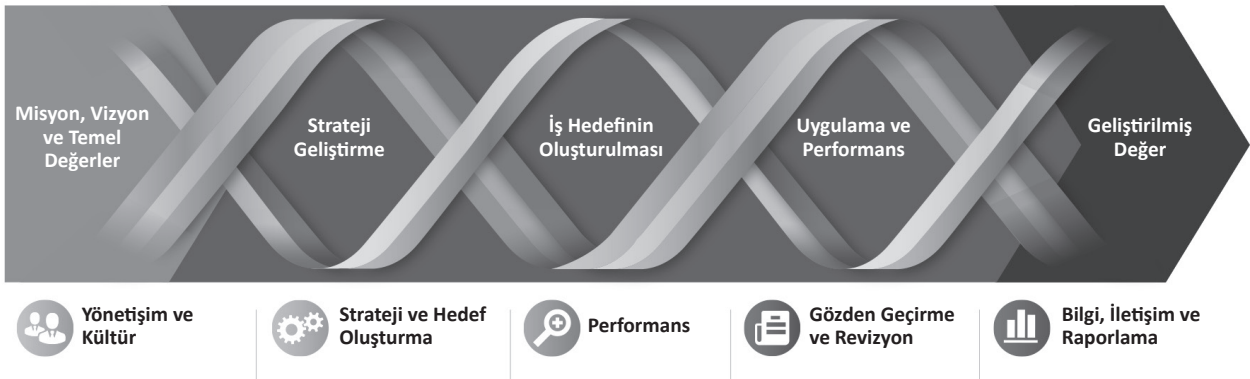 Misyon, Vizyon
ve Temel
Değerler
Strateji
Geliştirme
İş Hedefinin
Oluşturulması
Uygulama ve
Performans
Geliştirilmiş
Değer
Yönetişim ve
Kültür
Strateji ve Hedef
Oluşturma
Performans
Gözden Geçirme
ve Revizyon
Bilgi, İletişim ve
Raporlama